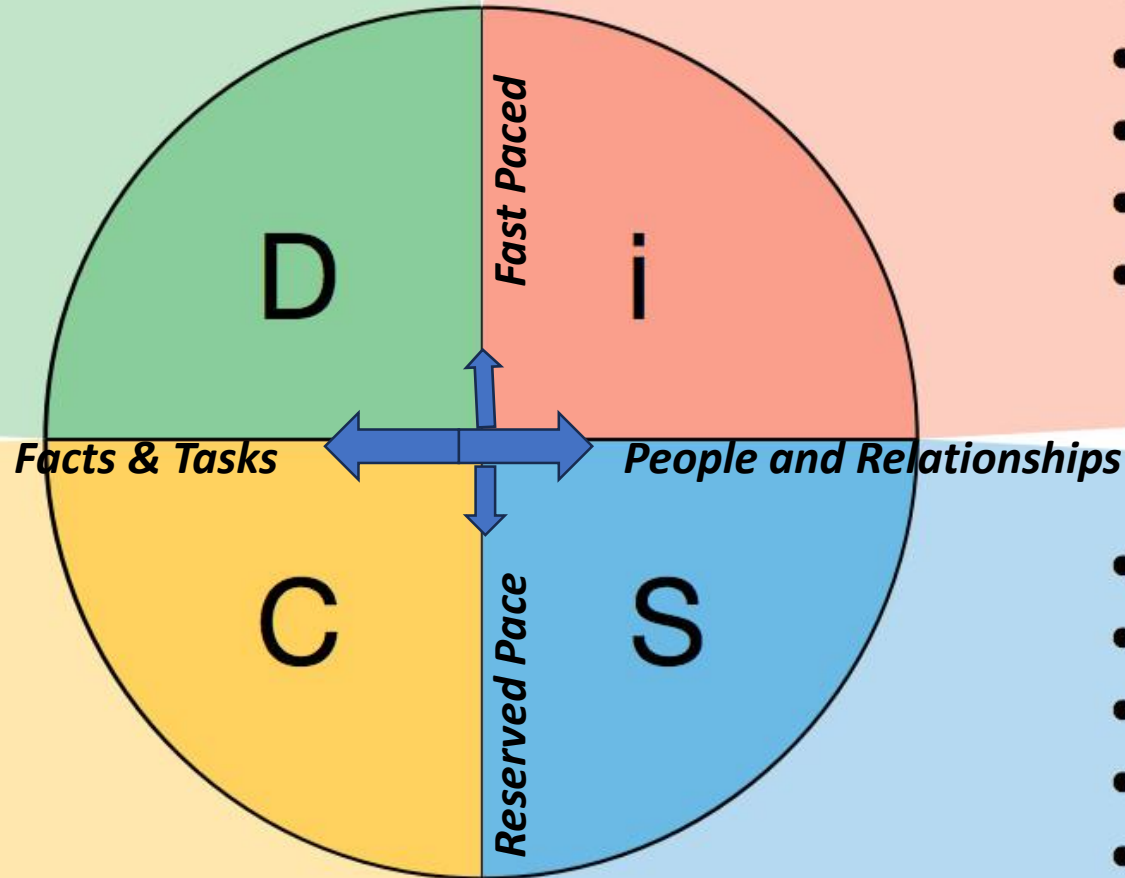 Fast Paced
D
i
Facts & Tasks
People and Relationships
C
S
Reserved Pace
•
•
•
•
•
•
•
•
•